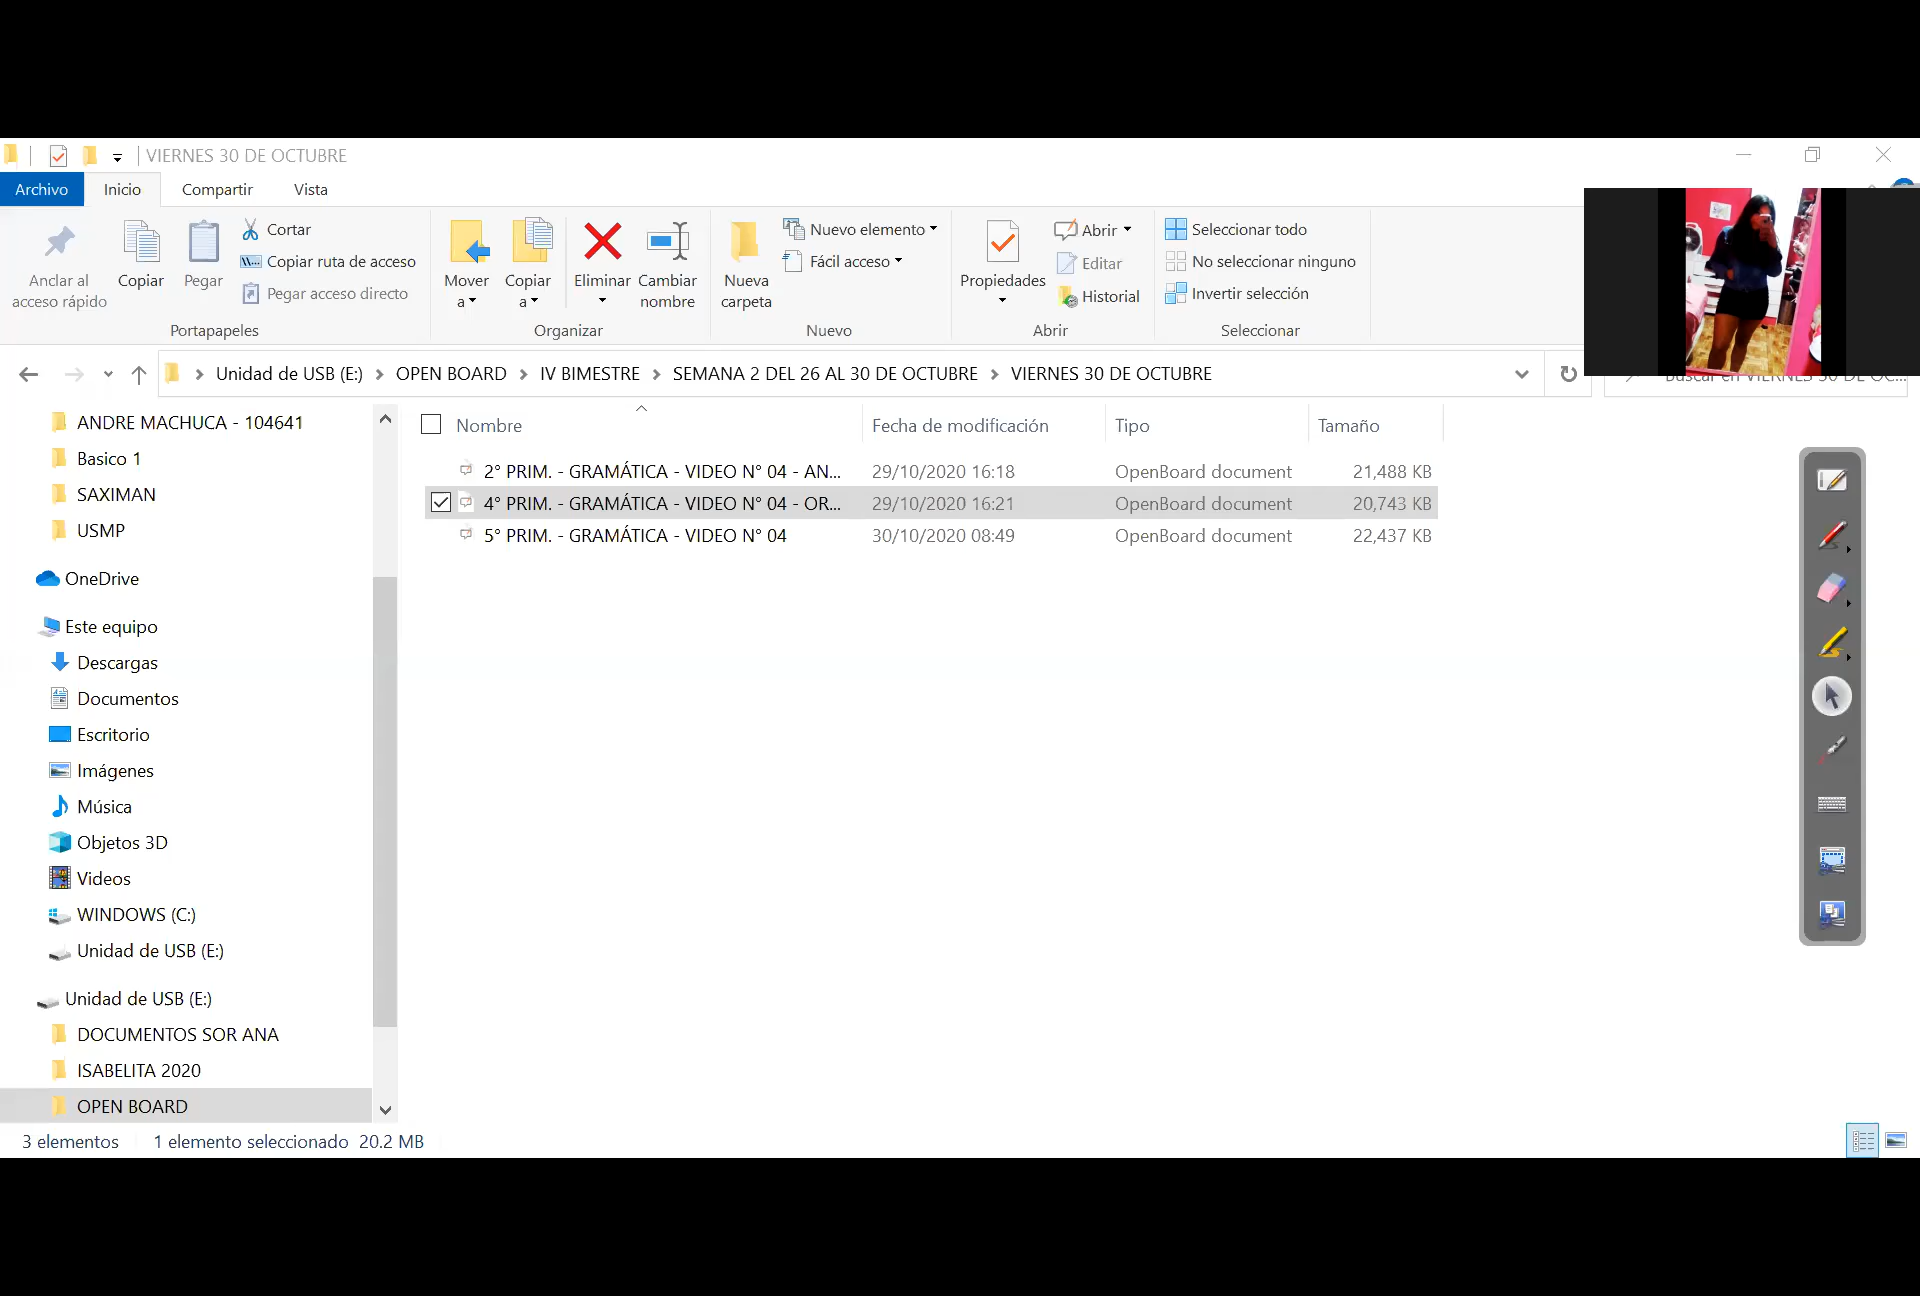 VIERNES 30 DE OCTUBRE
Archivo Inicio Compartir Vista
Anclar al acceso rápido
Copiar
Pegar
Cortar
Copiar ruta de acceso
Pegar acceso directo
Portapapeles
Mover a
Copiar a
Eliminar
Cambiar nombre
Organizar
Nueva carpeta
Nuevo elemento
Fácil acceso
Nuevo
Propiedades
Abrir
Editar
Historial
Abrir
Seleccionar todo
No seleccionar ninguno
Invertir selección
Seleccionar
Unidad de USB (E:) OPEN BOARD IV BIMESTRE SEMANA 2 DEL 26 AL 30 DE OCTUBRE VIERNES 30 DE OCTUBRE
Buscar en VIERNES 30 DE OC...
ANDRE MACHUCA - 104641
Basico 1
SAXIMAN
USMP
OneDrive
Este equipo
Descargas
Documentos
Escritorio
Imágenes
Música
Objetos 3D
Videos
WINDOWS (C:)
Unidad de USB (E:)
Unidad de USB (E:)
DOCUMENTOS SOR ANA
ISABELITA 2020
OPEN BOARD
Nombre Fecha de modificación Tipo Tamaño
2° PRIM. - GRAMÁTICA - VIDEO N° 04 - AN... 29/10/2020 16:18 OpenBoard document 21,488 KB
4° PRIM. - GRAMÁTICA - VIDEO N° 04 - OR... 29/10/2020 16:21 OpenBoard document 20,743 KB
5° PRIM. - GRAMÁTICA - VIDEO N° 04 30/10/2020 08:49 OpenBoard document 22,437 KB
3 elementos 1 elemento seleccionado 20.2 MB